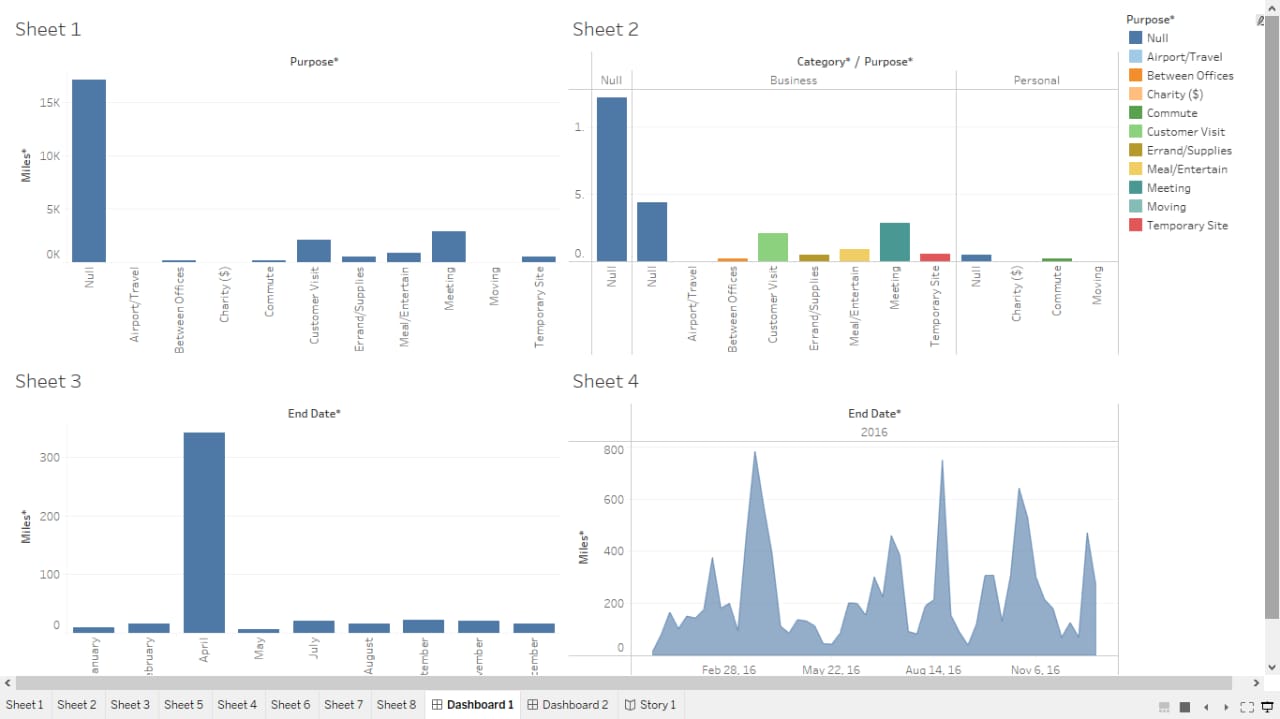 Sheet 1
Purpose*
Miles*
15K
10K
5K
0K
Null
Airport/Travel
Between Offices
Charity ($)
Commute
Customer Visit
Errand/Supplies
Meal/Entertain
Meeting
Moving
Temporary Site
Sheet 2
Category* / Purpose*
Null
Business
Personal
1.
5.
0.
Null
Null
Airport/Travel
Between Offices
Customer Visit
Errand/Supplies
Meal/Entertain
Meeting
Temporary Site
Null
Charity ($)
Commute
Moving
Purpose*
Null
Airport/Travel
Between Offices
Charity ($)
Commute
Customer Visit
Errand/Supplies
Meal/Entertain
Meeting
Moving
Temporary Site
Sheet 3
End Date*
Miles*
300
200
100
0
anuary
ebruary
April
May
July
August
tember
vember
cember
Sheet 4
End Date*
2016
Miles*
800
600
400
200
0
Feb 28, 16
May 22, 16
Aug 14, 16
Nov 6, 16
Sheet 1 Sheet 2 Sheet 3 Sheet 5 Sheet 4 Sheet 6 Sheet 7 Sheet 8 Dashboard 1 Dashboard 2 Story 1